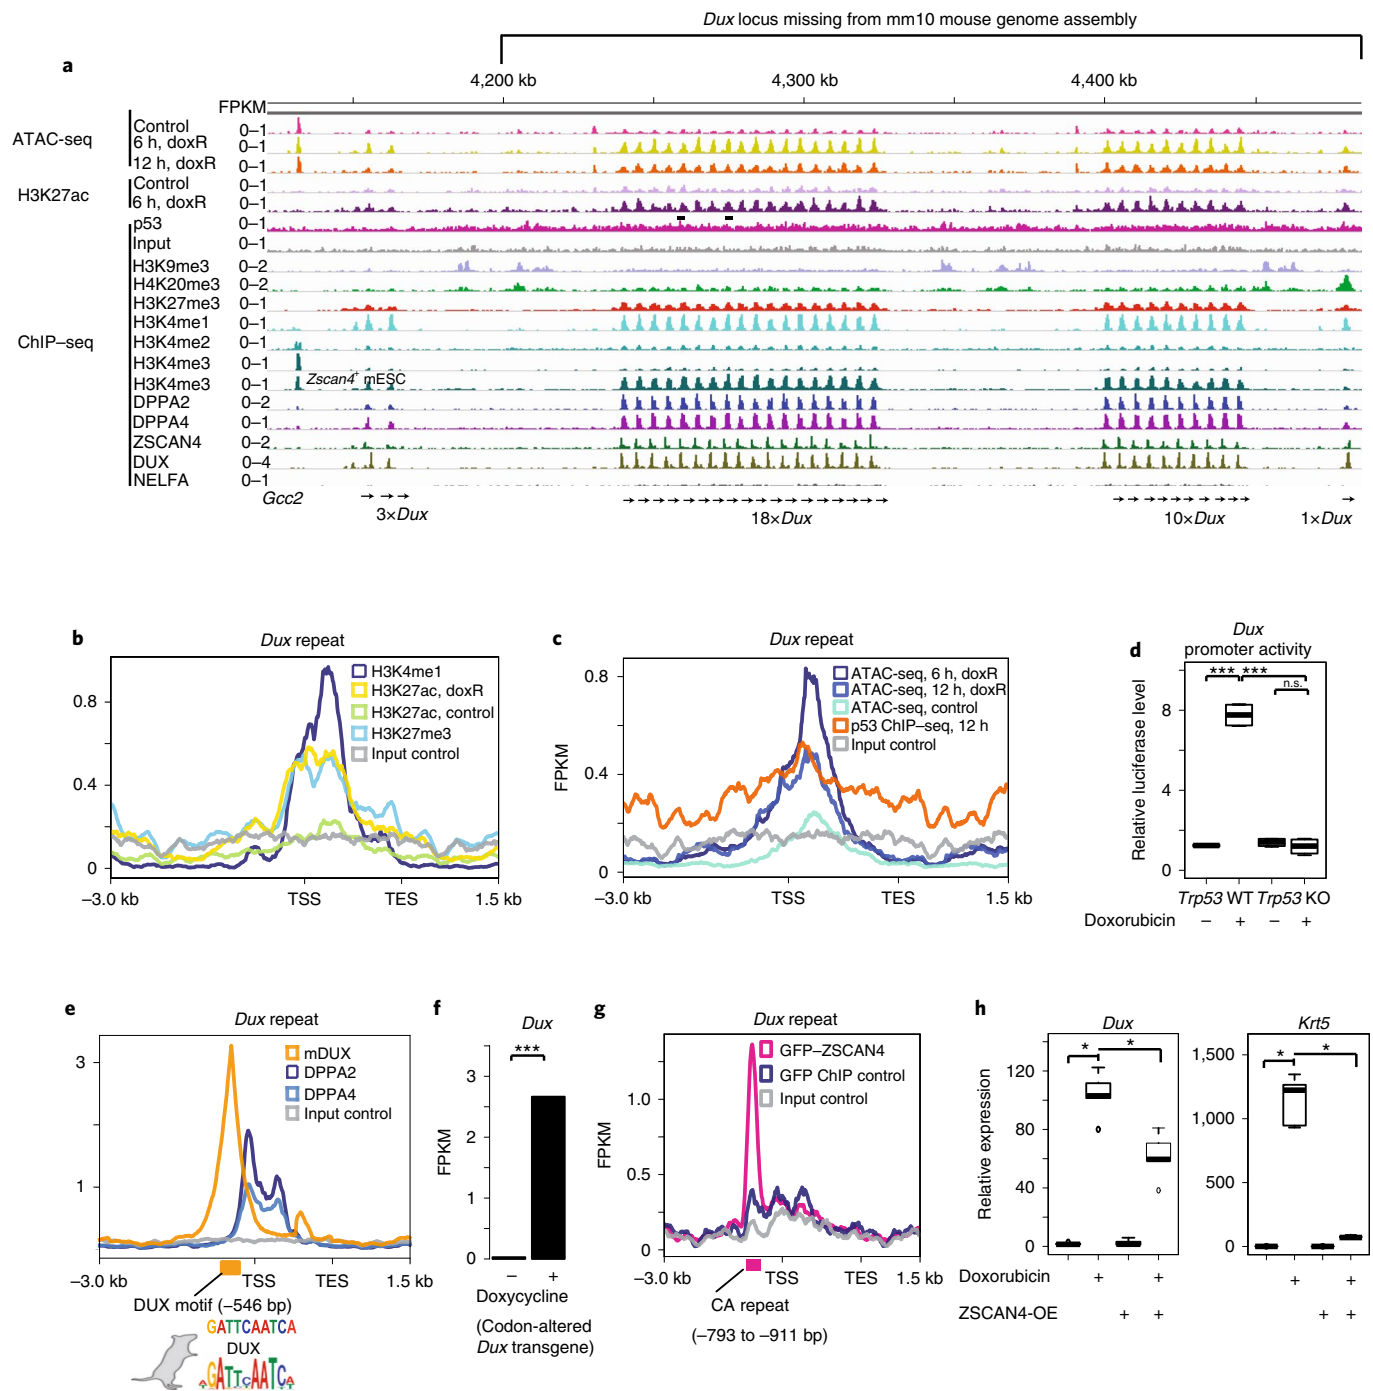 Dux locus missing from mm10 mouse genome assembly
a
4,200 kb 4,300 kb 4,400 kb
FPKM
ATAC-seq
Control 0–1
6 h, doxR 0–1
12 h, doxR 0–1
H3K27ac
Control 0–1
6 h, doxR 0–1
ChIP–seq
p53 0–1
Input 0–1
H3K9me3 0–2
H4K20me3 0–2
H3K27me3 0–1
H3K4me1 0–1
H3K4me2 0–1
H3K4me3 0–1
H3K4me3 0–1 Zscan4+ mESC
DPPA2 0–2
DPPA4 0–1
ZSCAN4 0–2
DUX 0–4
NELFA 0–1
Gcc2
3×Dux 18×Dux 10×Dux 1×Dux
b
Dux repeat
H3K4me1
H3K27ac, doxR
H3K27ac, control
H3K27me3
Input control
0.8
0.4
0
–3.0 kb TSS TES 1.5 kb
c
Dux repeat
ATAC-seq, 6 h, doxR
ATAC-seq, 12 h, doxR
ATAC-seq, control
p53 ChIP–seq, 12 h
Input control
FPKM
0.8
0.4
0
–3.0 kb TSS TES 1.5 kb
d
Dux
promoter activity
*** ***
n.s.
Relative luciferase level
8
4
2
0
Trp53 WT Trp53 KO
Doxorubicin – + – +
e
Dux repeat
mDUX
DPPA2
DPPA4
Input control
3
1
–3.0 kb TSS TES 1.5 kb
DUX motif (–546 bp)
GATTCAATCA
DUX
GATTCAATCA
f
Dux
***
FPKM
3
2
1
0
– +
Doxycycline
(Codon-altered
Dux transgene)
g
Dux repeat
GFP–ZSCAN4
GFP ChIP control
Input control
FPKM
1.0
0.5
0
–3.0 kb TSS TES 1.5 kb
CA repeat
(–793 to –911 bp)
h
Dux
* *
Relative expression
120
80
40
0
Krt5
* *
1,500
1,000
500
0
Doxorubicin + + + +
ZSCAN4-OE + + + +